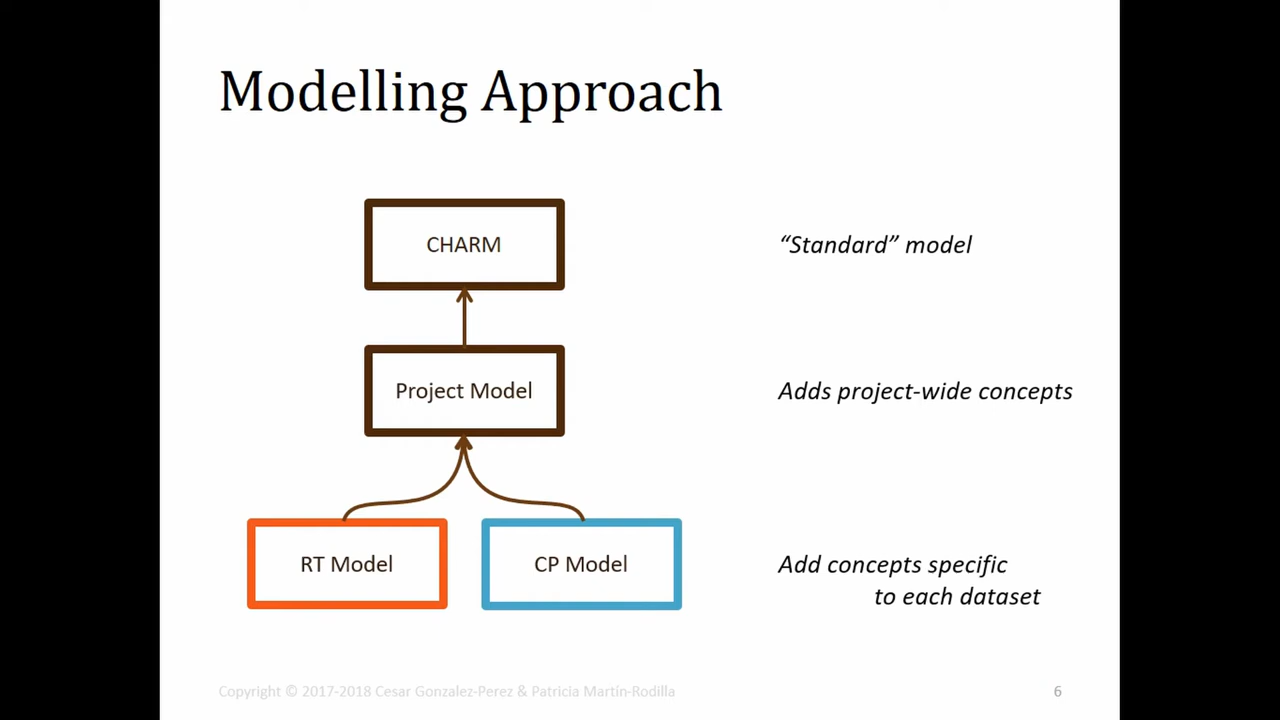 Modelling Approach
CHARM
“Standard” model
Project Model
Adds project-wide concepts
RT Model
CP Model
Add concepts specific
to each dataset
Copyright © 2017-2018 Cesar Gonzalez-Perez & Patricia Martín-Rodilla
6